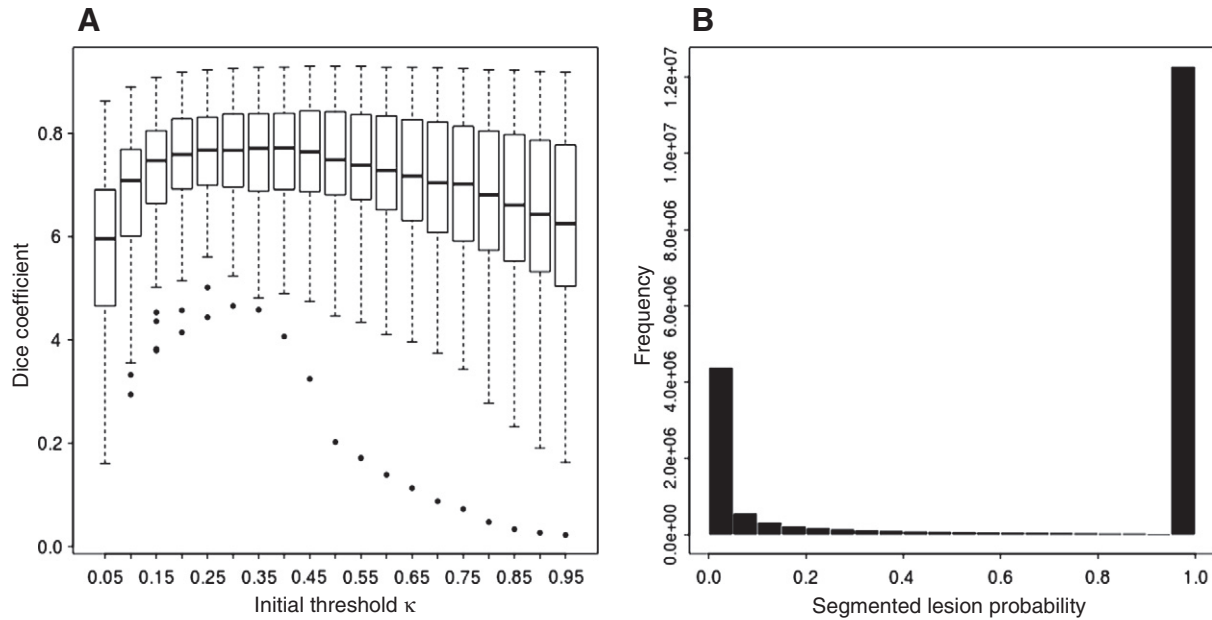 A
B
Dice coefficient
0.8
6
4
0.2
0.0
0.05 0.15 0.25 0.35 0.45 0.55 0.65 0.75 0.85 0.95
Initial threshold κ
Frequency
1.2e+07
1.0e+07
8.0e+06
6.0e+06
4.0e+06
2.0e+06
0.0e+00
0.0 0.2 0.4 0.6 0.8 1.0
Segmented lesion probability